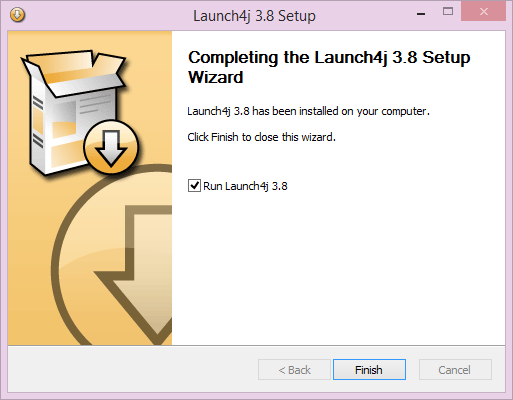 Launch4j 3.8 Setup
Completing the Launch4j 3.8 Setup
Wizard
Launch4j 3.8 has been installed on your computer.
Click Finish to close this wizard.
Run Launch4j 3.8
< Back
Finish
Cancel